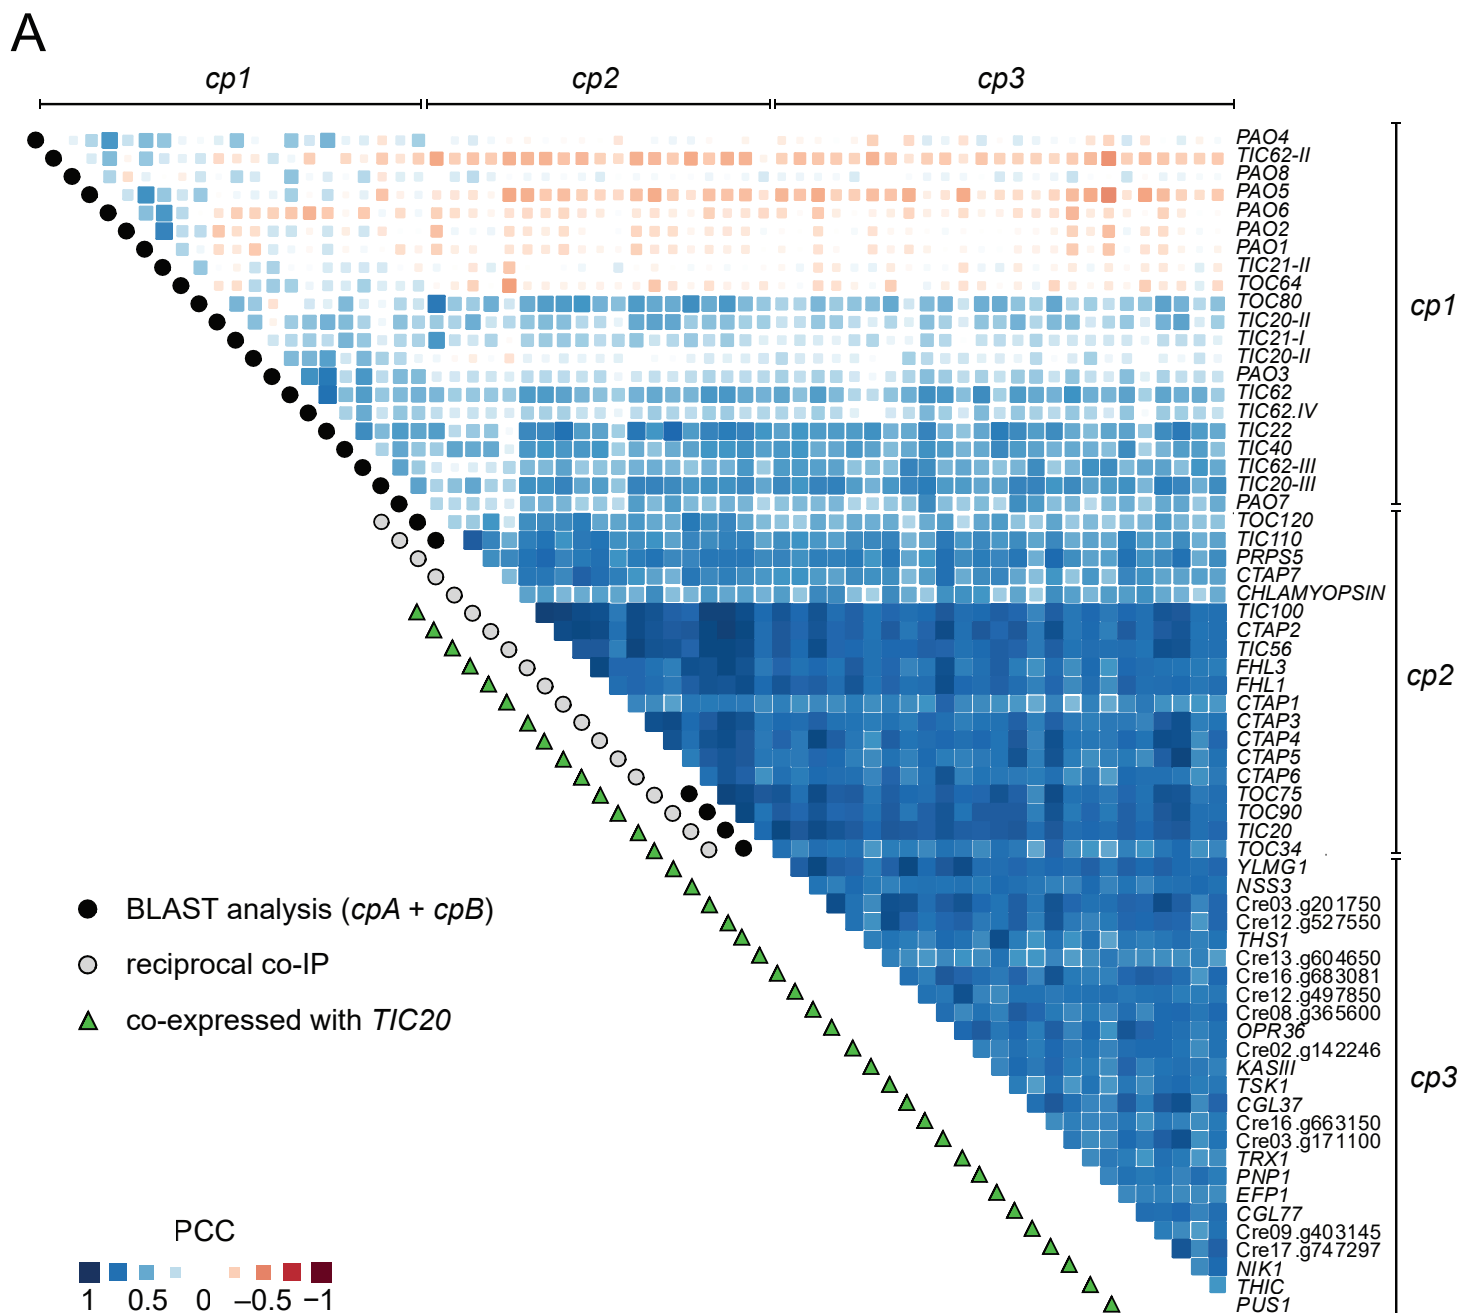 A
cp1 cp2 cp3
PAO4
TIC62-II
PAO8
PAO5
PAO6
PAO2
PAO1
TIC21-II
TOC64
TOC80
TIC20-II
TIC21-I
TIC20-II
PAO3
TIC62
TIC62.IV
TIC22
TIC40
TIC62-III
TIC20-III
PAO7
TOC120
TIC110
PRPS5
CTAP7
CHLAMYOPSIN
TIC100
CTAP2
TIC56
FHL3
FHL1
CTAP1
CTAP3
CTAP4
CTAP5
CTAP6
TOC75
TOC90
TIC20
TOC34
YLMG1
NSS3
Cre03.g201750
Cre12.g527550
THS1
Cre13.g604650
Cre16.g683081
Cre12.g497850
Cre08.g365600
OPR36
Cre02.g142246
KASIII
TSK1
CGL37
Cre16.g663150
Cre03.g171100
TRX1
PNP1
EFP1
CGL77
Cre09.g403145
Cre17.g747297
NIK1
THIC
PUS1
cp1
cp2
cp3
BLAST analysis (cpA + cpB)
reciprocal co-IP
co-expressed with TIC20
PCC
1 0.5 0 –0.5 –1